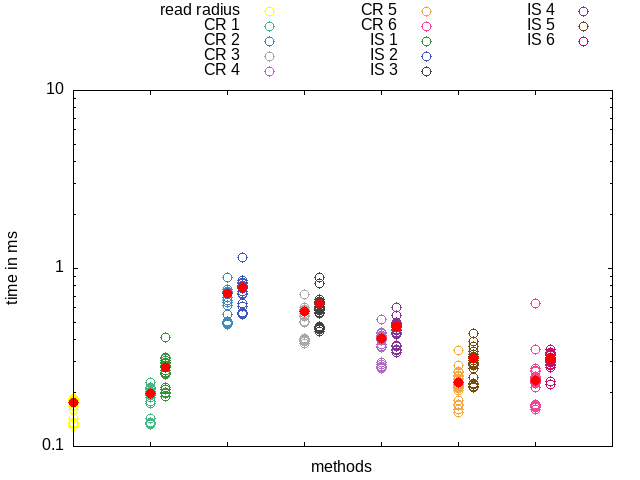 read radius
CR 1
CR 2
CR 3
CR 4
CR 5
CR 6
IS 1
IS 2
IS 3
IS 4
IS 5
IS 6
10
1
0.1
time in ms
methods